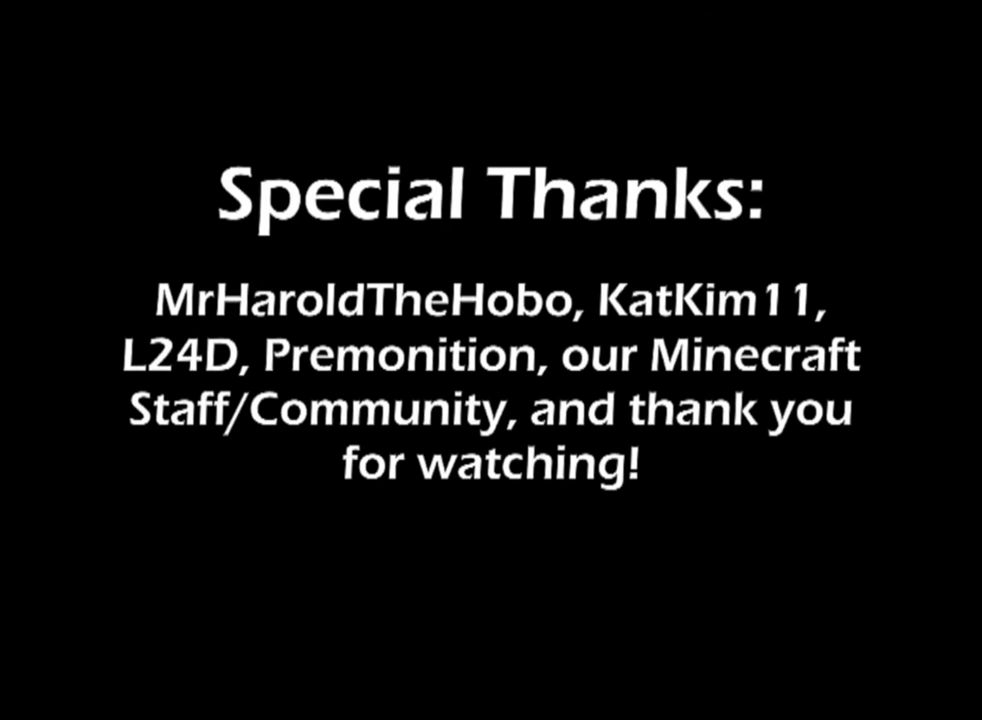 Special Thanks:
MrHaroldTheHobo, KatKim11,
L24D, Premonition, our Minecraft
Staff/Community, and thank you
for watching!